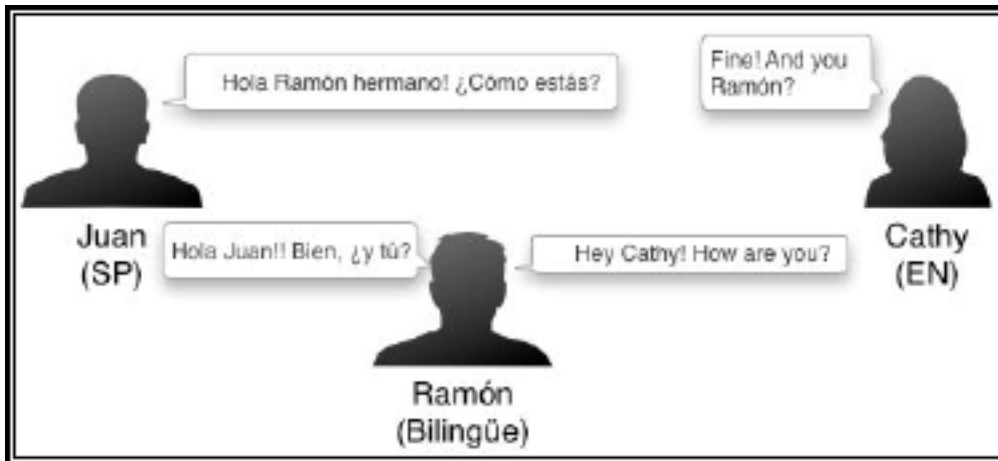 Hola Ramón hermano! ¿Cómo estás?
Fine! And you
Ramón?
Juan
(SP)
Cathy
(EN)
Hola Juan!! Bien, ¿y tú?
Hey Cathy! How are you?
Ramón
(Bilingüe)